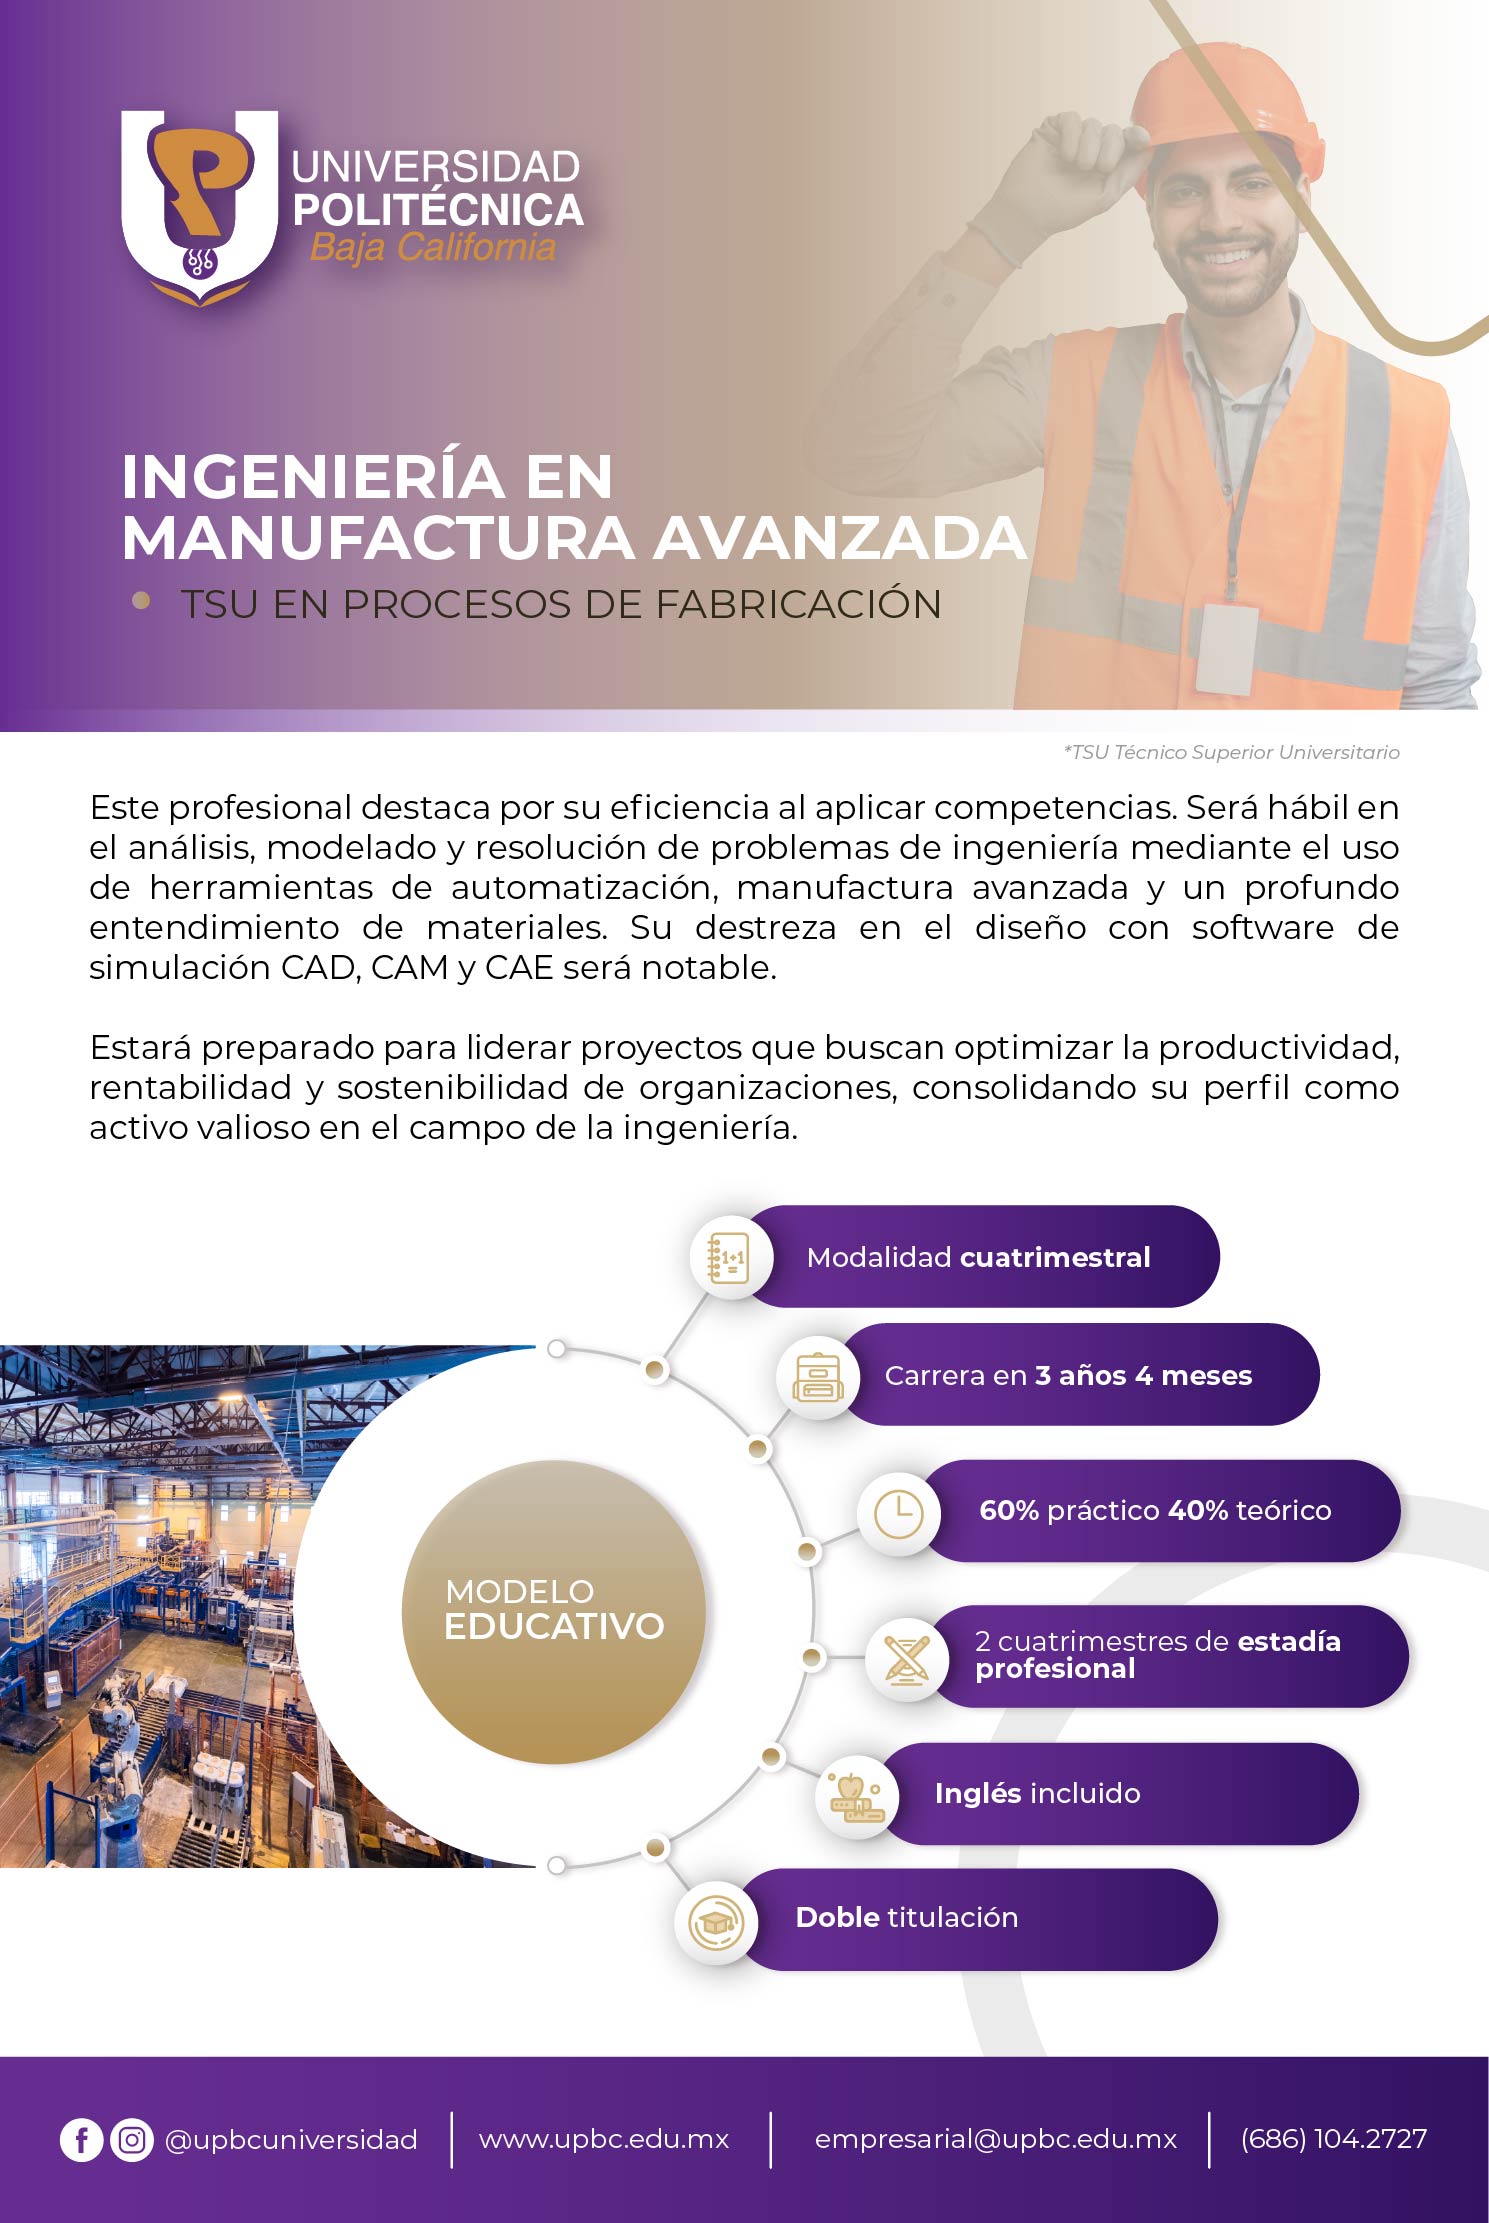 UNIVERSIDAD
POLITÉCNICA
Baja California
INGENIERÍA EN
MANUFACTURA AVANZADA
TSU EN PROCESOS DE FABRICACIÓN
*TSU Técnico Superior Universitario
Este profesional destaca por su eficiencia al aplicar competencias. Será hábil en
el análisis, modelado y resolución de problemas de ingeniería mediante el uso
de herramientas de automatización, manufactura avanzada y un profundo
entendimiento de materiales. Su destreza en el diseño con software de
simulación CAD, CAM y CAE será notable.
Estará preparado para liderar proyectos que buscan optimizar la productividad,
rentabilidad y sostenibilidad de organizaciones, consolidando su perfil como
activo valioso en el campo de la ingeniería.
MODELO
EDUCATIVO
1+1
Modalidad cuatrimestral
Carrera en 3 años 4 meses
60% práctico 40% teórico
2 cuatrimestres de estadía
profesional
Inglés incluido
Doble titulación
@upbcuniversidad
www.upbc.edu.mx
empresarial@upbc.edu.mx
(686) 104.2727